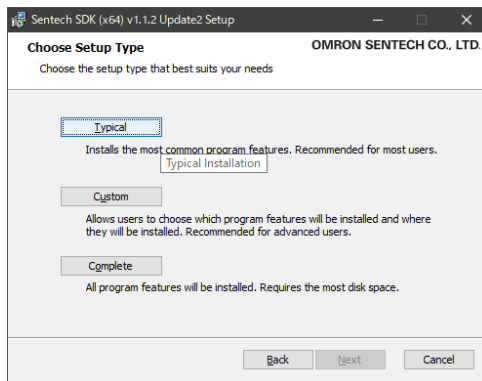 Sentech SDK (x64) v1.1.2 Update2 Setup
Choose Setup Type
OMRON SENTECH CO., LTD.
Choose the setup type that best suits your needs
Typical
Installs the most common program features. Recommended for most users.
Typical Installation
Custom
Allows users to choose which program features will be installed and where
they will be installed. Recommended for advanced users.
Complete
All program features will be installed. Requires the most disk space.
Back
Next
Cancel